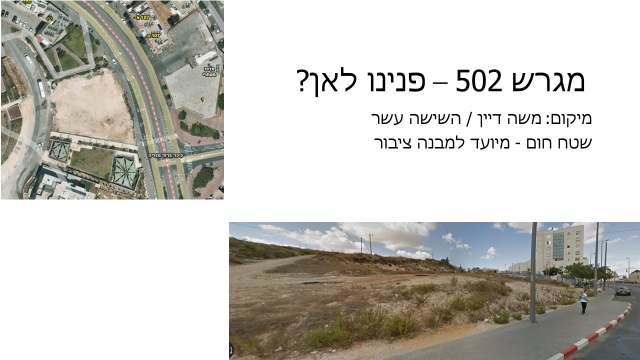 מגרש 502 – פנינו לאן?
מיקום: משה דיין / השישה עשר
שטח חום - מיועד למבנה ציבור